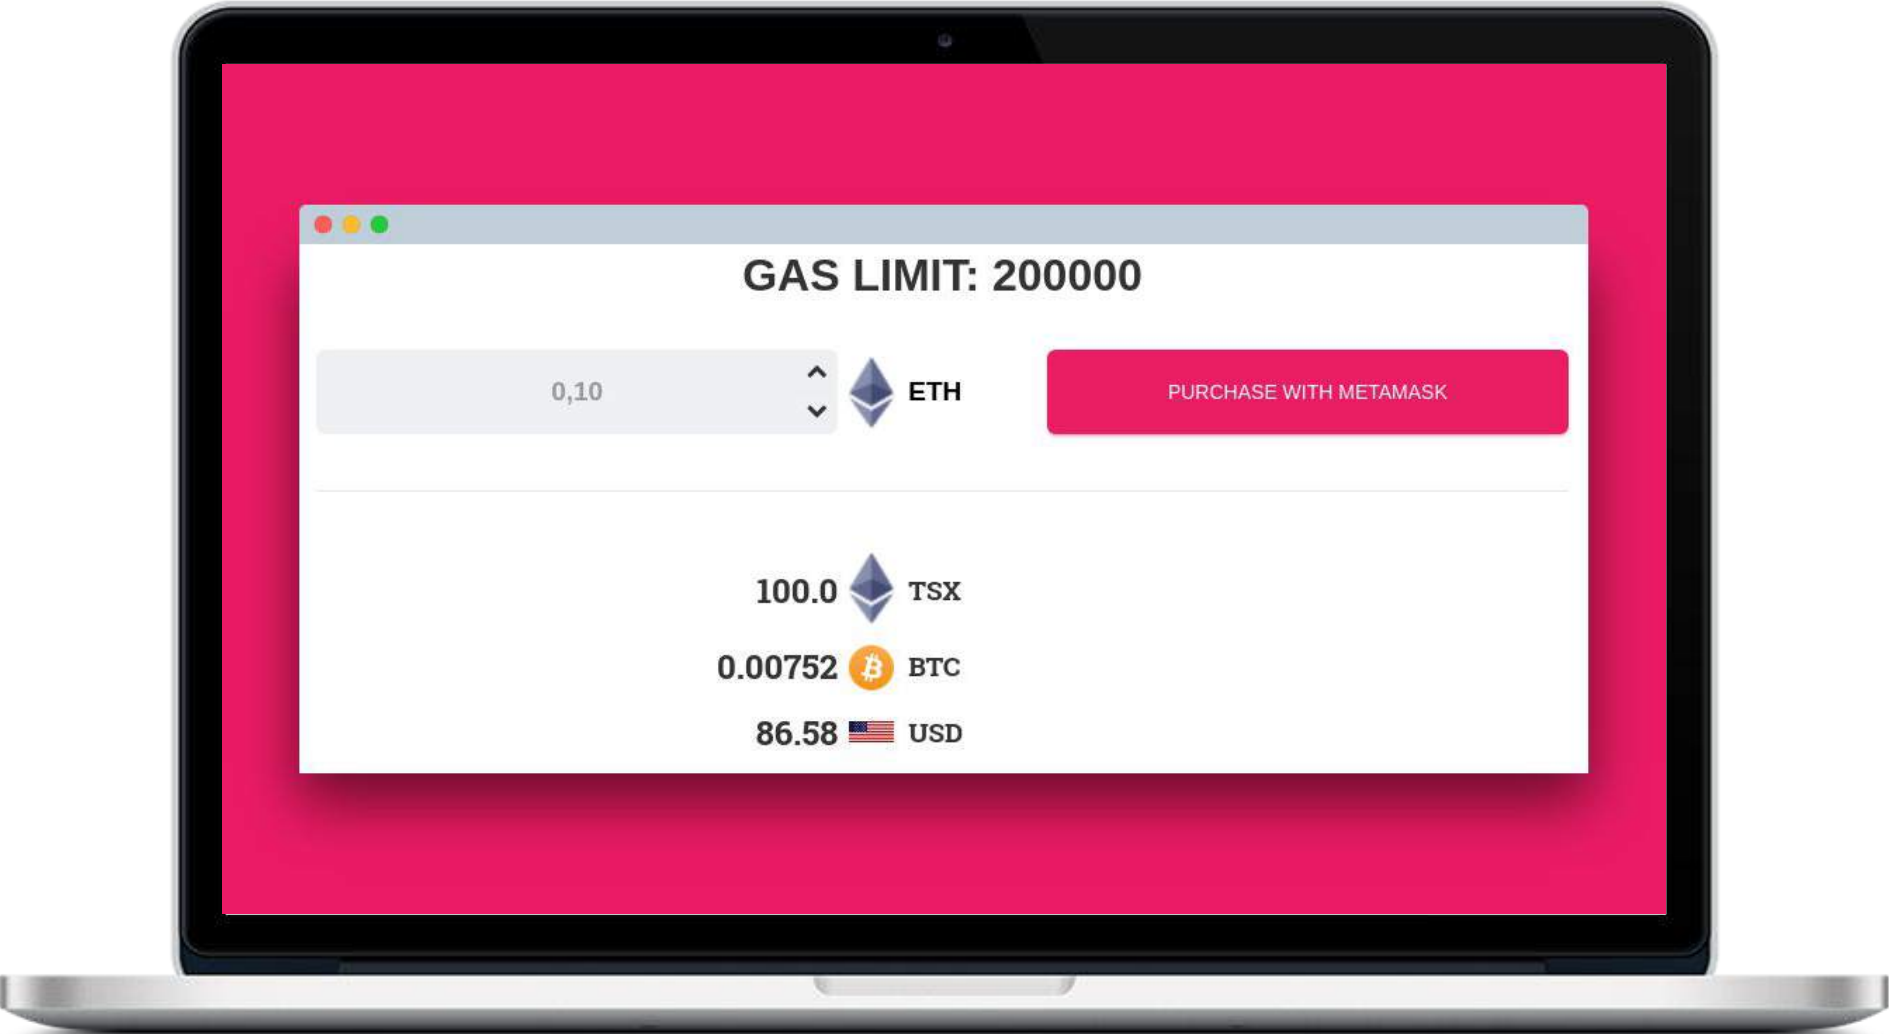 GAS LIMIT: 200000
0,10 ETH PURCHASE WITH METAMASK
100.0 TSX
0.00752 BTC
86.58 USD